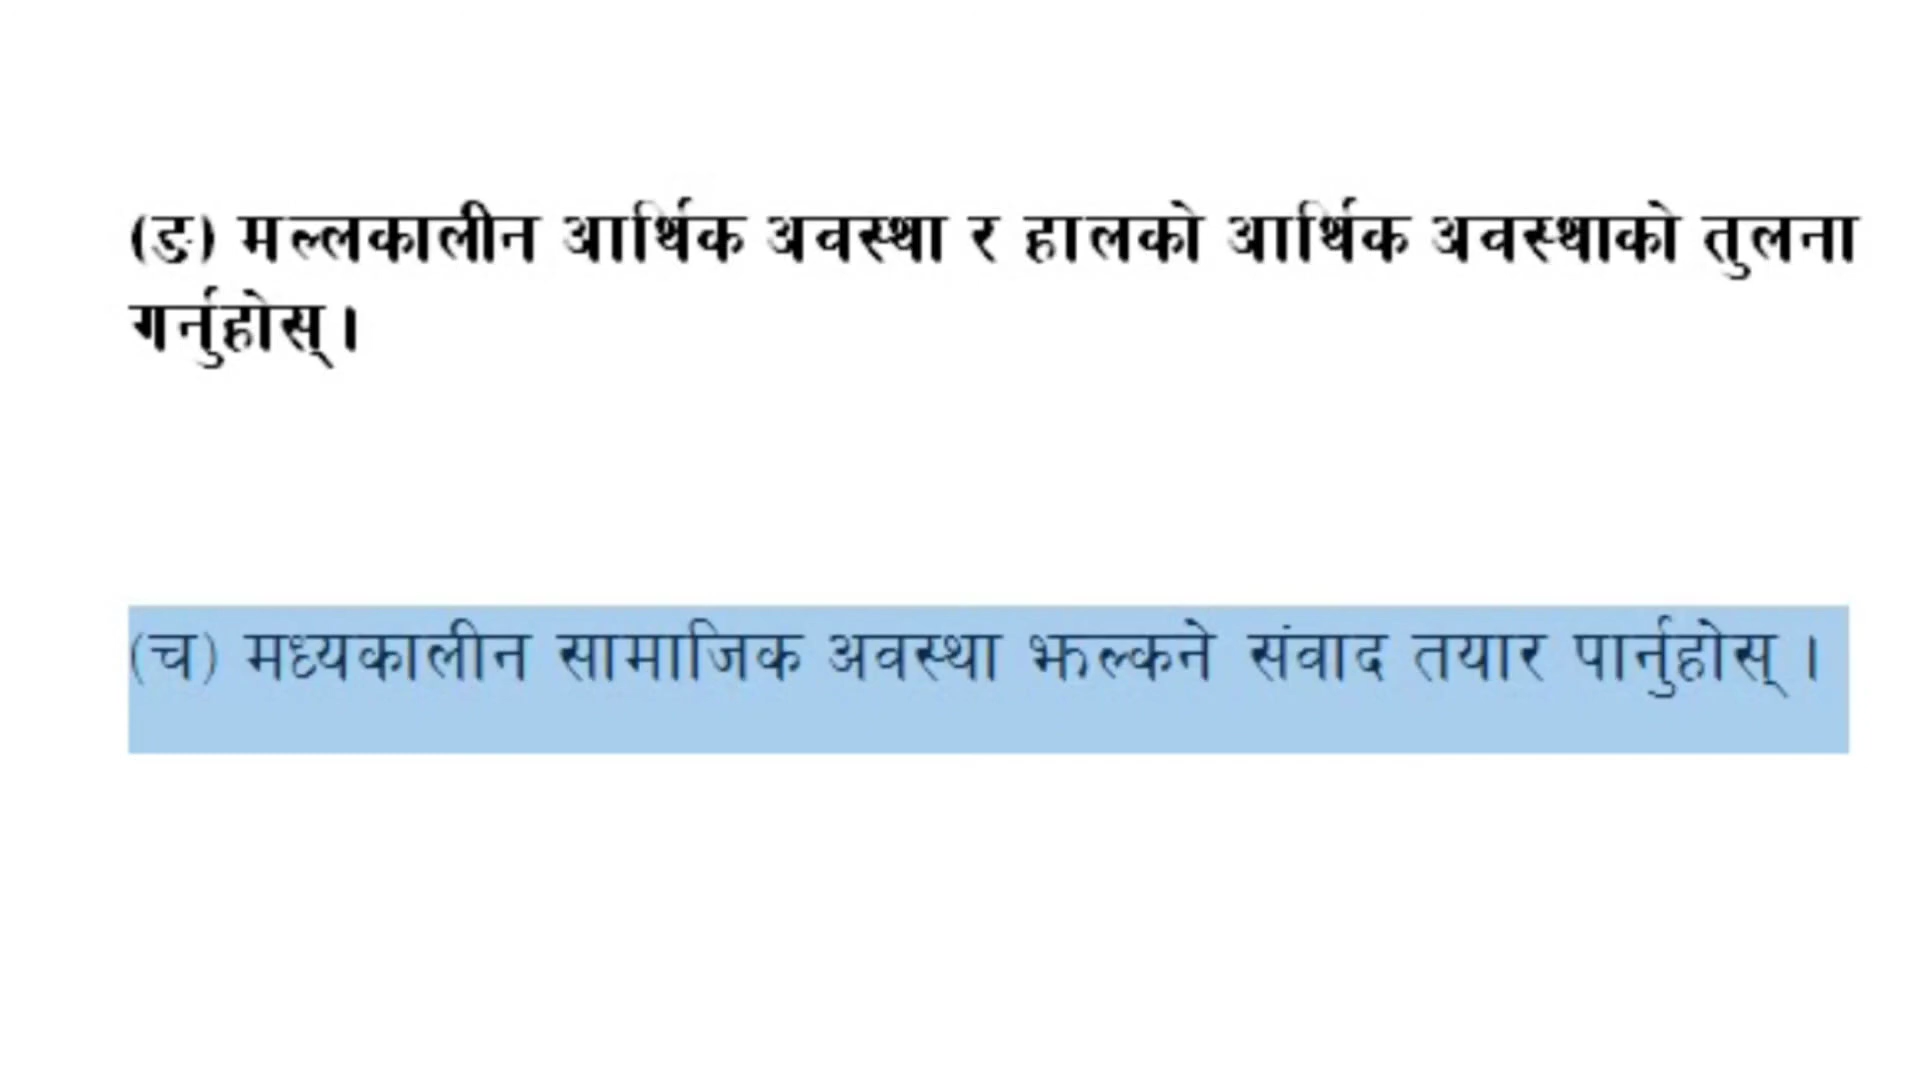 (ङ) मल्लकालीन आर्थिक अवस्था र हालको आर्थिक अवस्थाको तुलना
गर्नुहोस् ।
(च) मध्यकालीन सामाजिक अवस्था झल्कने संवाद तयार पार्नुहोस् ।